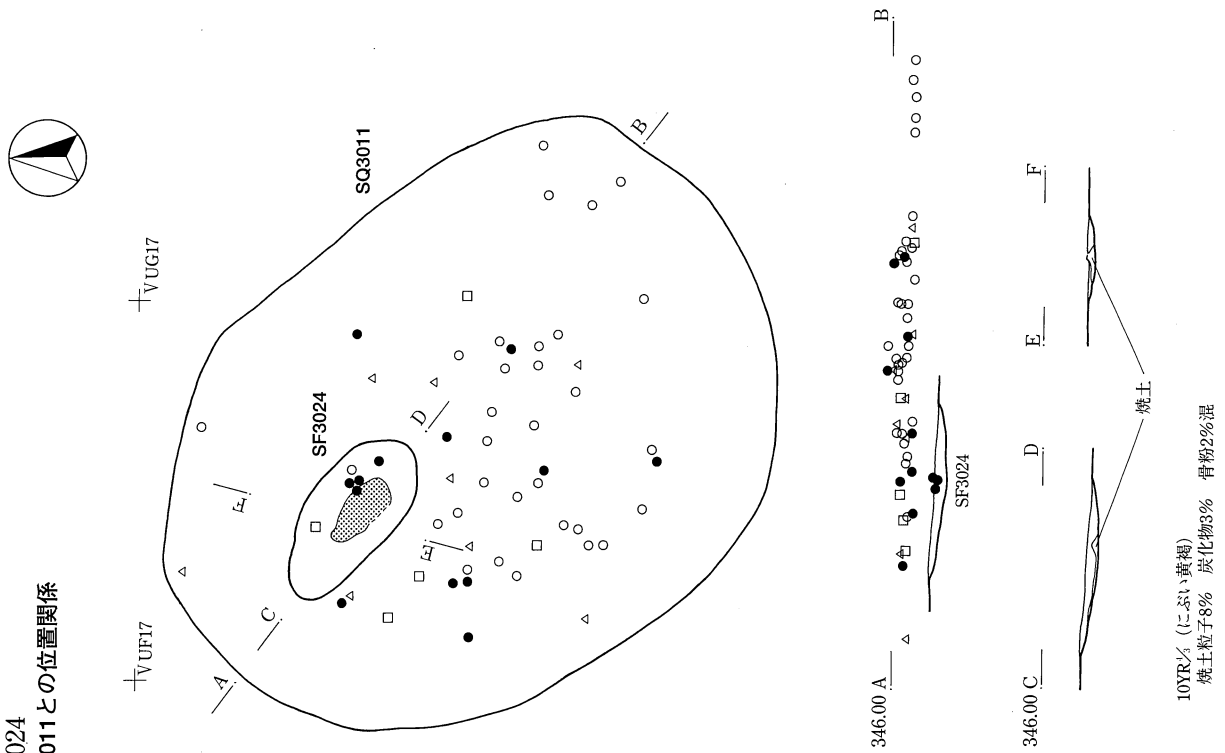 024
011との位置関係
VUF17
VUG17
SQ3011
SF3024
A
B
C
D
E
F
346.00 A
B
SF3024
346.00 C
D
E
F
焼土
10YR⅓ (にぶい黄褐)
焼土粒子8% 炭化物3% 骨粉2%混